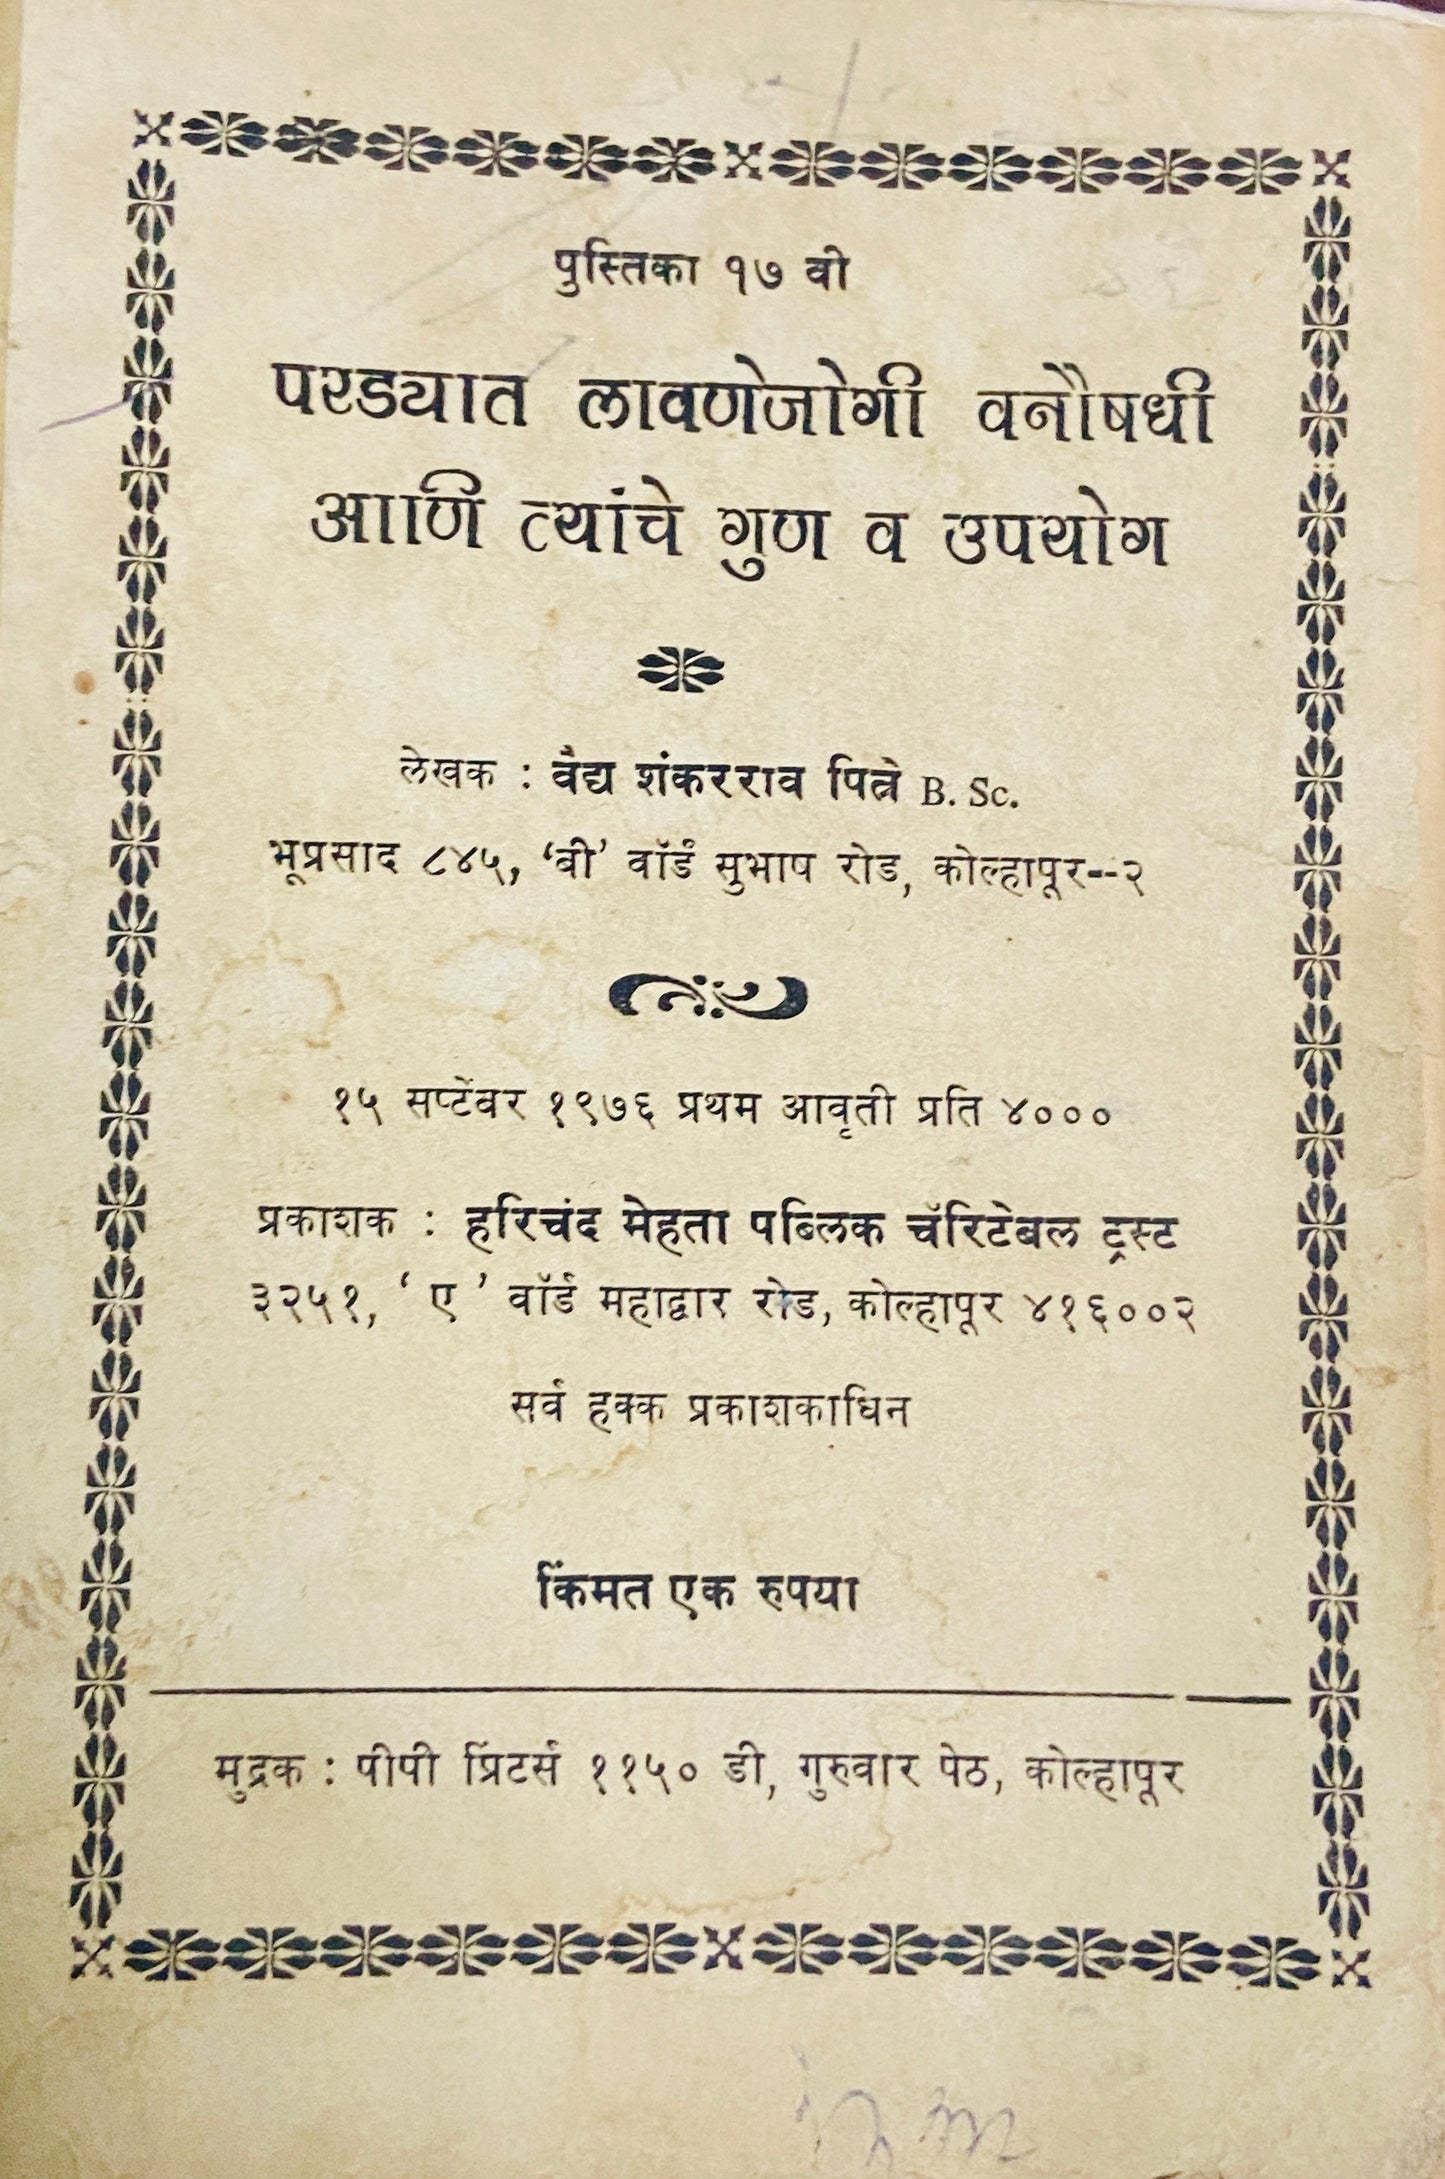 पुस्तिका १७ वी
परड्यात लावणेजोगी वनौषधी
आणि त्यांचे गुण व उपयोग
लेखक : वैद्य शंकरराव पित्रे B. Sc.
भूप्रसाद ८४५, ‘बी’ वॉर्ड सुभाष रोड, कोल्हापूर--२
१५ सप्टेंबर १९७६ प्रथम आवृती प्रति ४०००
प्रकाशक : हरिचंद मेहता पब्लिक चॅरिटेबल ट्रस्ट
३२५१, ‘ ए ’ वॉर्ड महाद्वार रोड, कोल्हापूर ४१६००२
सर्व हक्क प्रकाशकाधिन
किंमत एक रुपया
मुद्रक : पीपी प्रिंटर्स ११५० डी, गुरुवार पेठ, कोल्हापूर